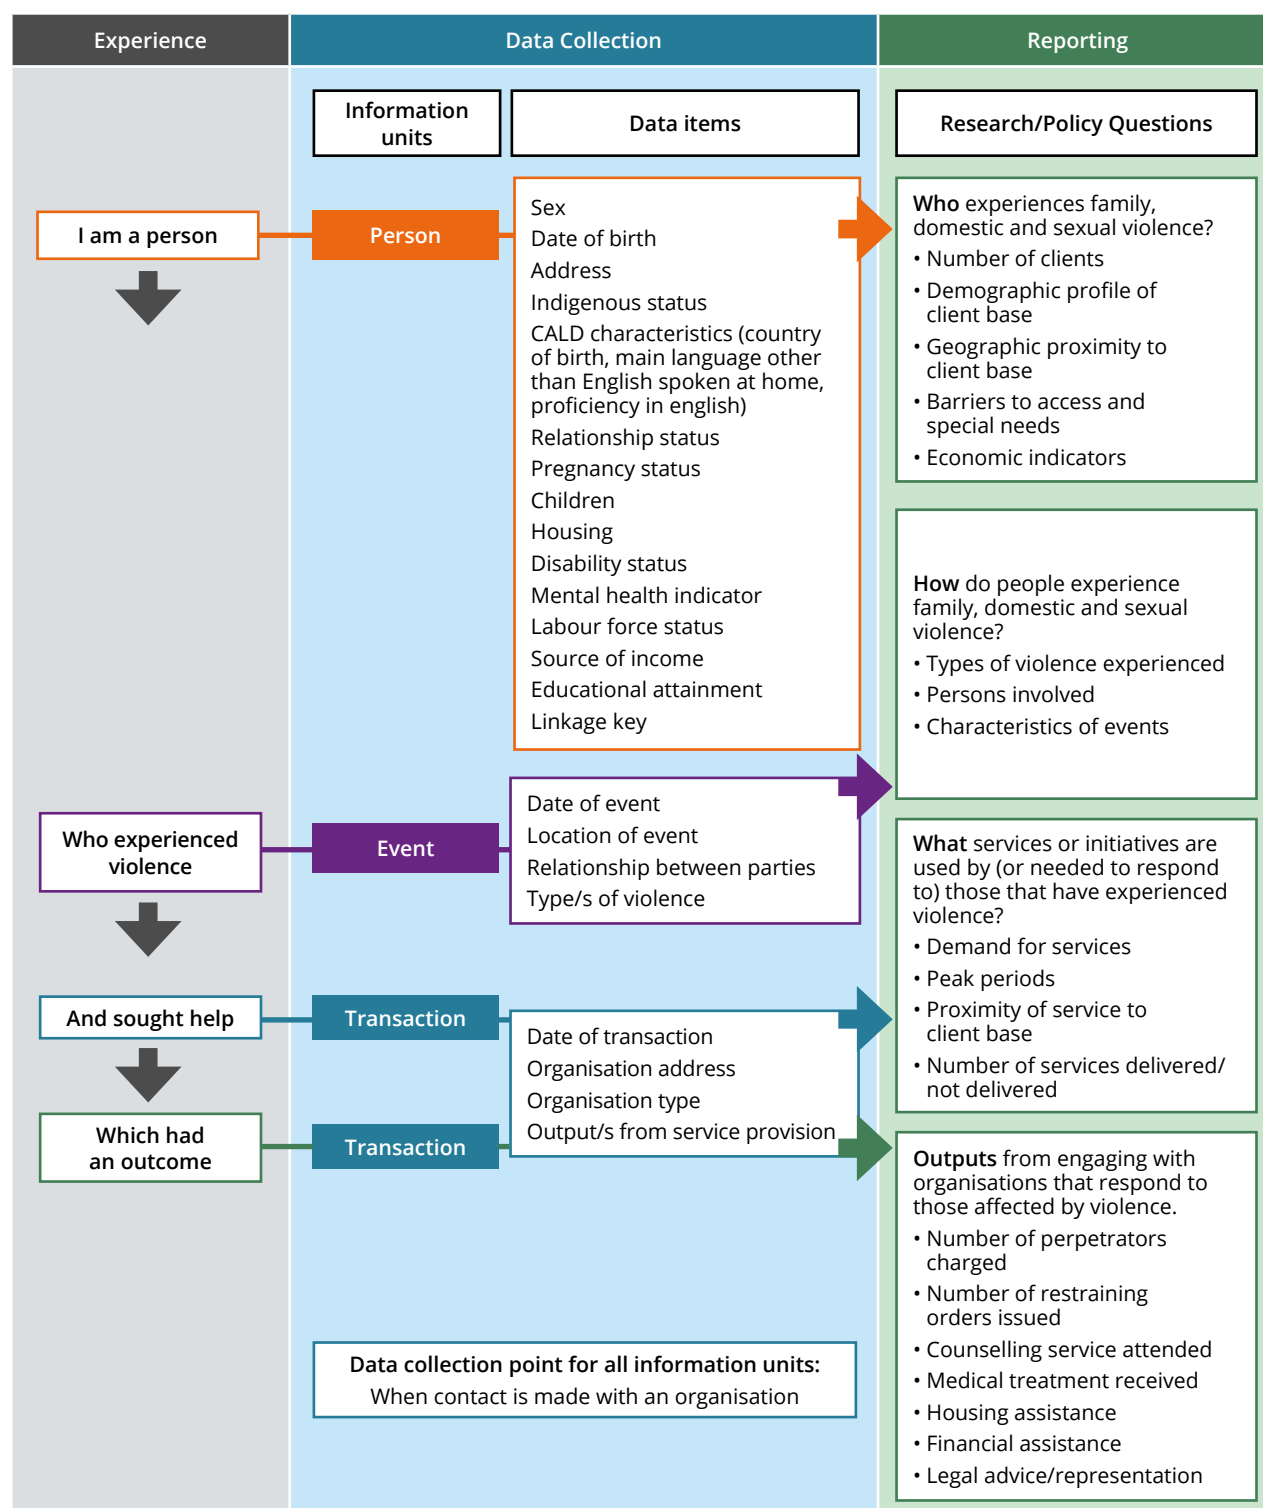 Experience
Data Collection
Reporting
Information
units
Data items
Research/Policy Questions
I am a person
Person
Sex
Date of birth
Address
Indigenous status
CALD characteristics (country
of birth, main language other
than English spoken at home,
proficiency in english)
Relationship status
Pregnancy status
Children
Housing
Disability status
Mental health indicator
Labour force status
Source of income
Educational attainment
Linkage key
Who experiences family,
domestic and sexual violence?
• Number of clients
• Demographic profile of
client base
• Geographic proximity to
client base
• Barriers to access and
special needs
• Economic indicators
How do people experience
family, domestic and sexual
violence?
• Types of violence experienced
• Persons involved
• Characteristics of events
Who experienced
violence
Event
Date of event
Location of event
Relationship between parties
Type/s of violence
What services or initiatives are
used by (or needed to respond
to) those that have experienced
violence?
• Demand for services
• Peak periods
• Proximity of service to
client base
• Number of services delivered/
not delivered
And sought help
Transaction
Date of transaction
Organisation address
Organisation type
Output/s from service provision
Which had
an outcome
Transaction
Outputs from engaging with
organisations that respond to
those affected by violence.
• Number of perpetrators
charged
• Number of restraining
orders issued
• Counselling service attended
• Medical treatment received
• Housing assistance
• Financial assistance
• Legal advice/representation
Data collection point for all information units:
When contact is made with an organisation